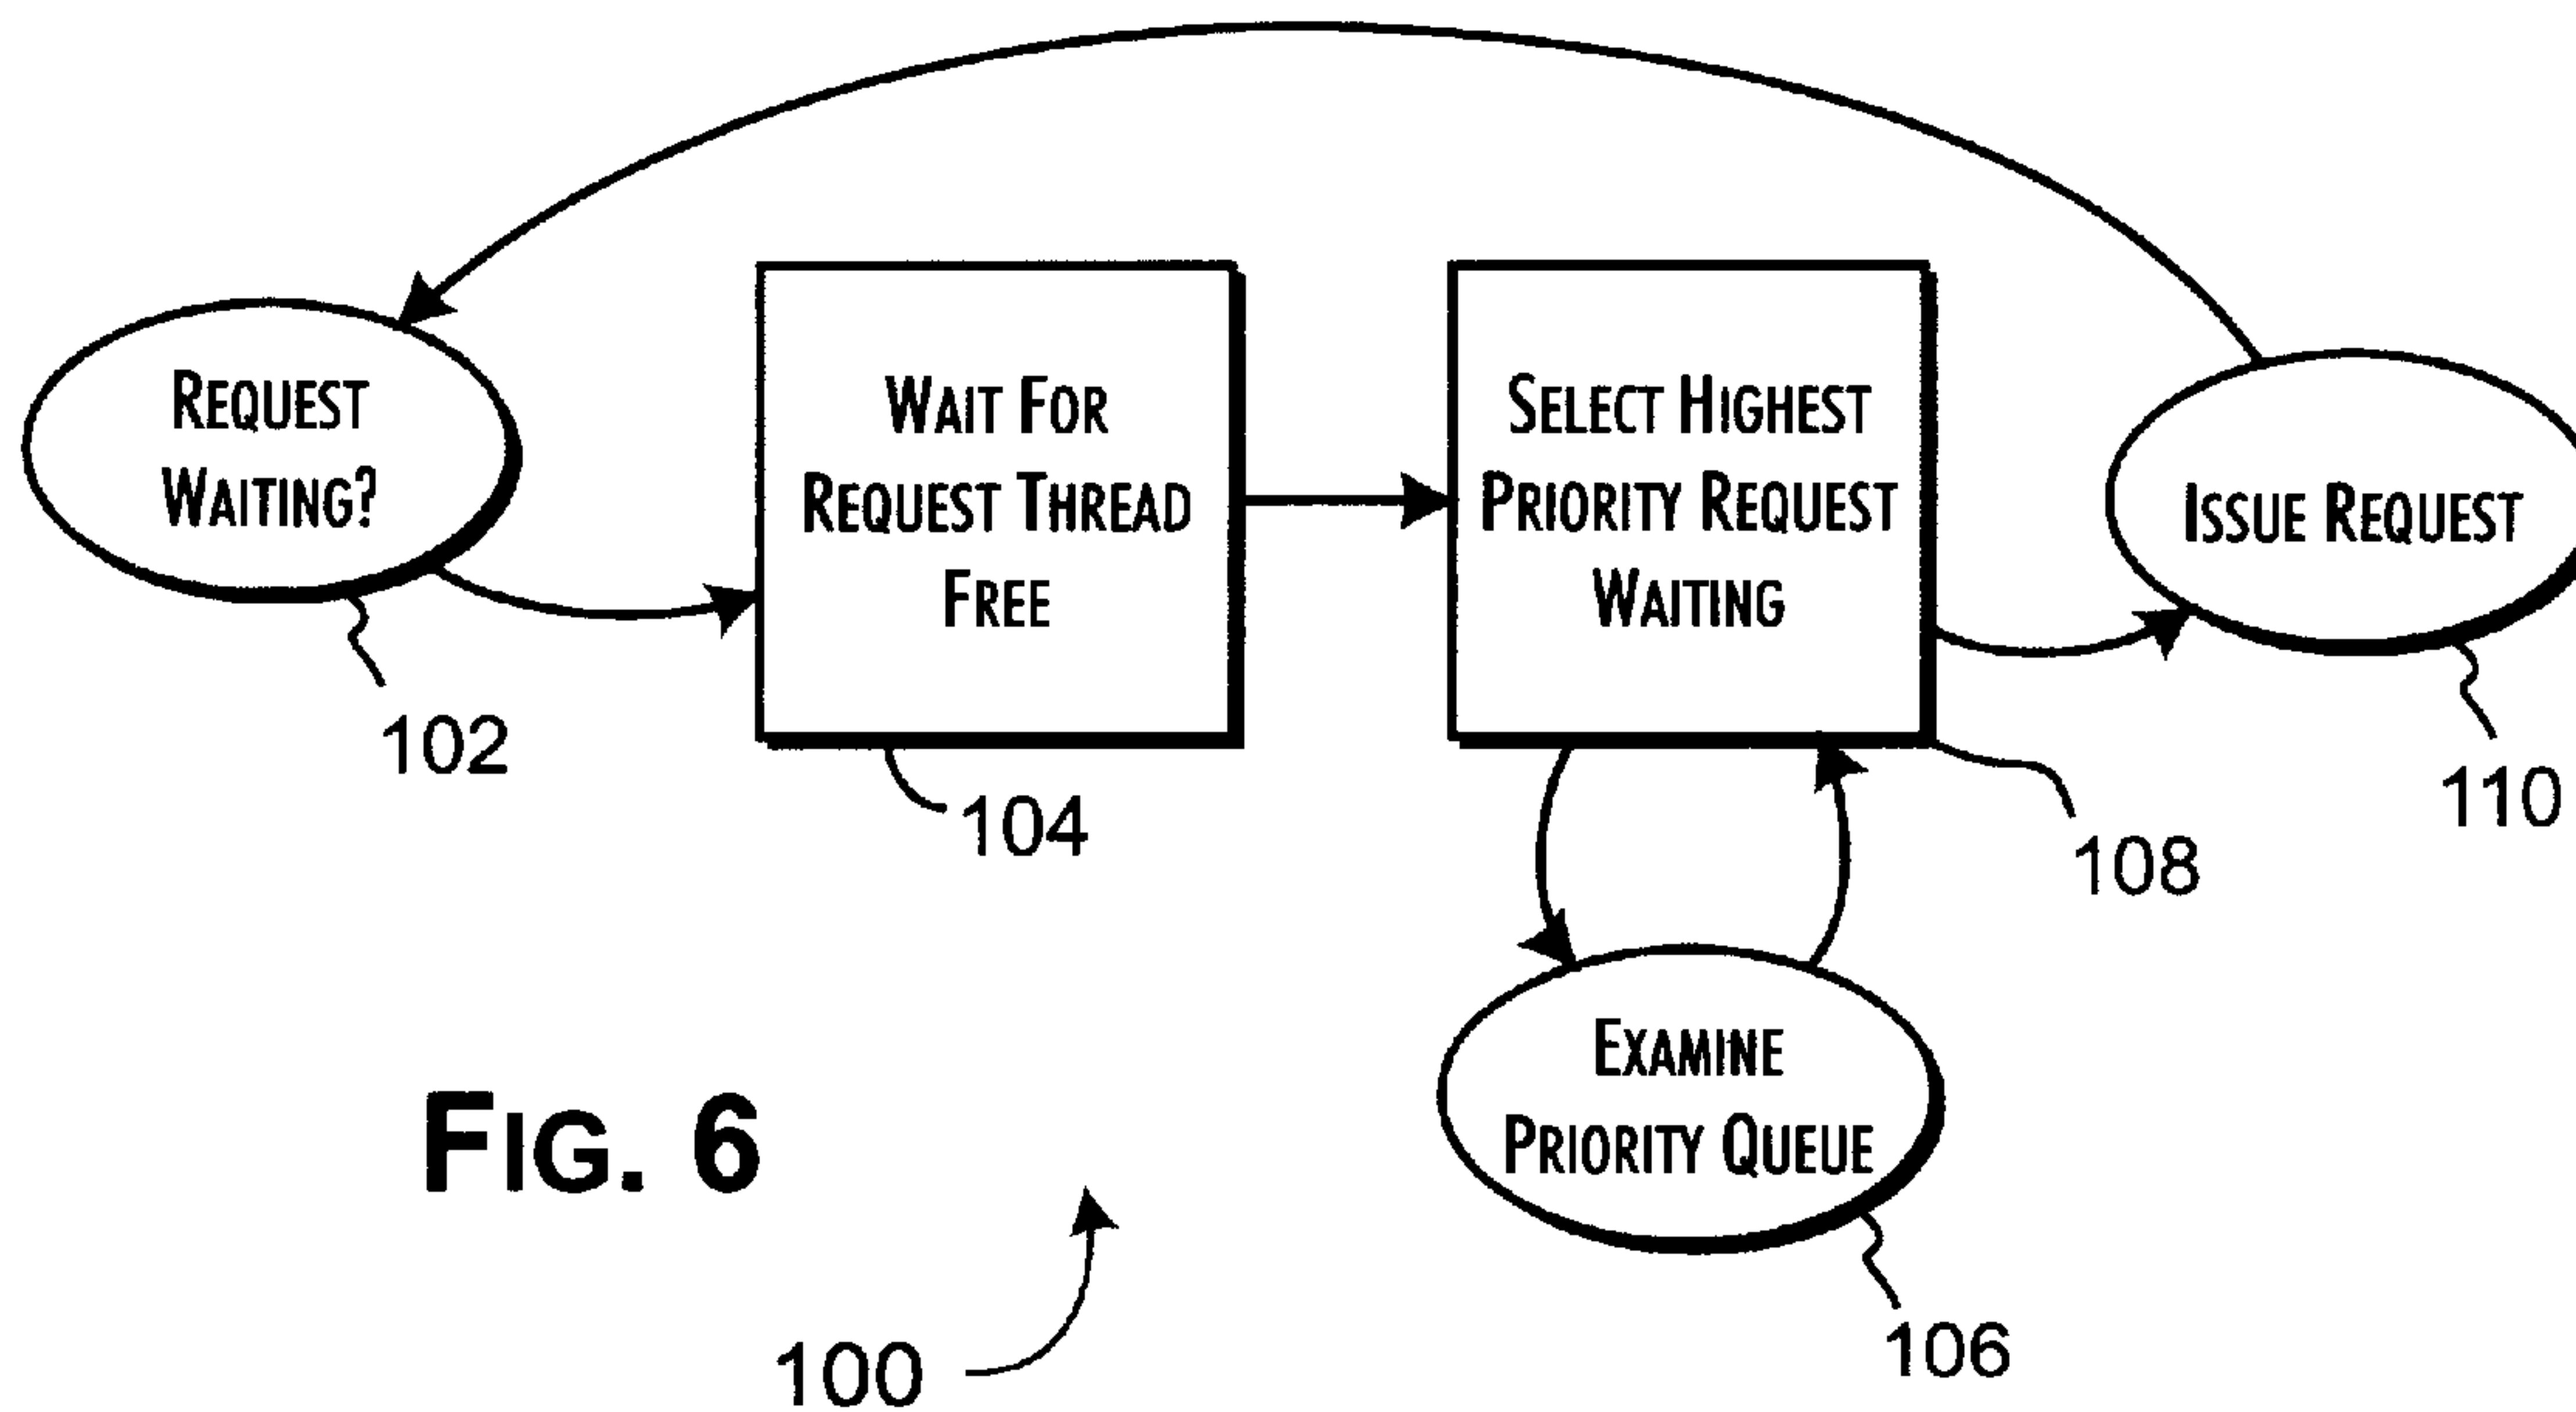 REQUEST
WAITING?
102
WAIT FOR
REQUEST THREAD
FREE
104
SELECT HIGHEST
PRIORITY REQUEST
WAITING
108
ISSUE REQUEST
110
EXAMINE
PRIORITY QUEUE
106
FIG. 6
100